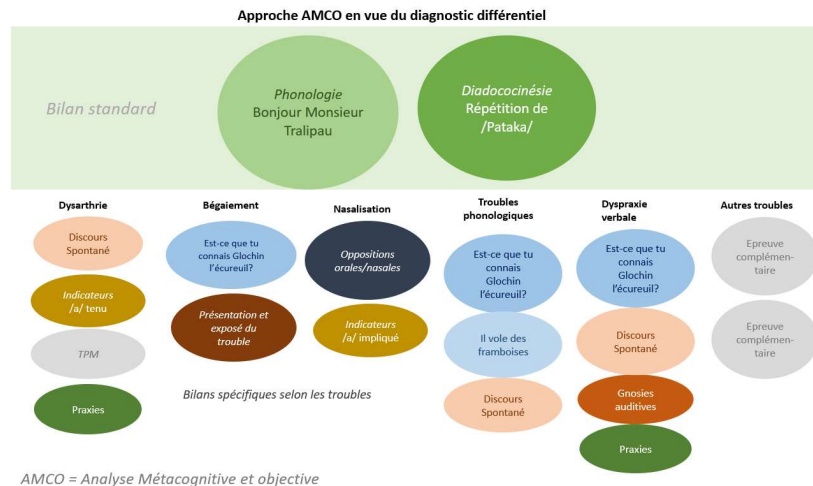 Approche AMCO en vue du diagnostic différentiel
Bilan standard
Phonologie
Bonjour Monsieur
Tralipau
Diadococinésie
Répétition de
/Pataka/
Dysarthrie
Discours
Spontané
Indicateurs
/a/ tenu
TPM
Praxies
Bégaiement
Est-ce que tu
connais Glochin
l'écureuil?
Présentation et
exposé du
trouble
Nasalisation
Oppositions
orales/nasales
Indicateurs
/a/ impliqué
Troubles
phonologiques
Est-ce que tu
connais
Glochin
l'écureuil?
Il vole des
framboises
Discours
Spontané
Dyspraxie
verbale
Est-ce que tu
connais
Glochin
l'écureuil?
Discours
Spontané
Gnosies
auditives
Praxies
Autres troubles
Epreuve
complémen-
taire
Epreuve
complémen-
taire
Bilans spécifiques selon les troubles
AMCO = Analyse Métacognitive et objective